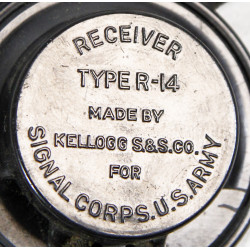 RECEIVER
TYPE R-14
MADE BY
KELLOGG S.&S.CO.
FOR
SIGNAL CORPS.U.S.ARMY